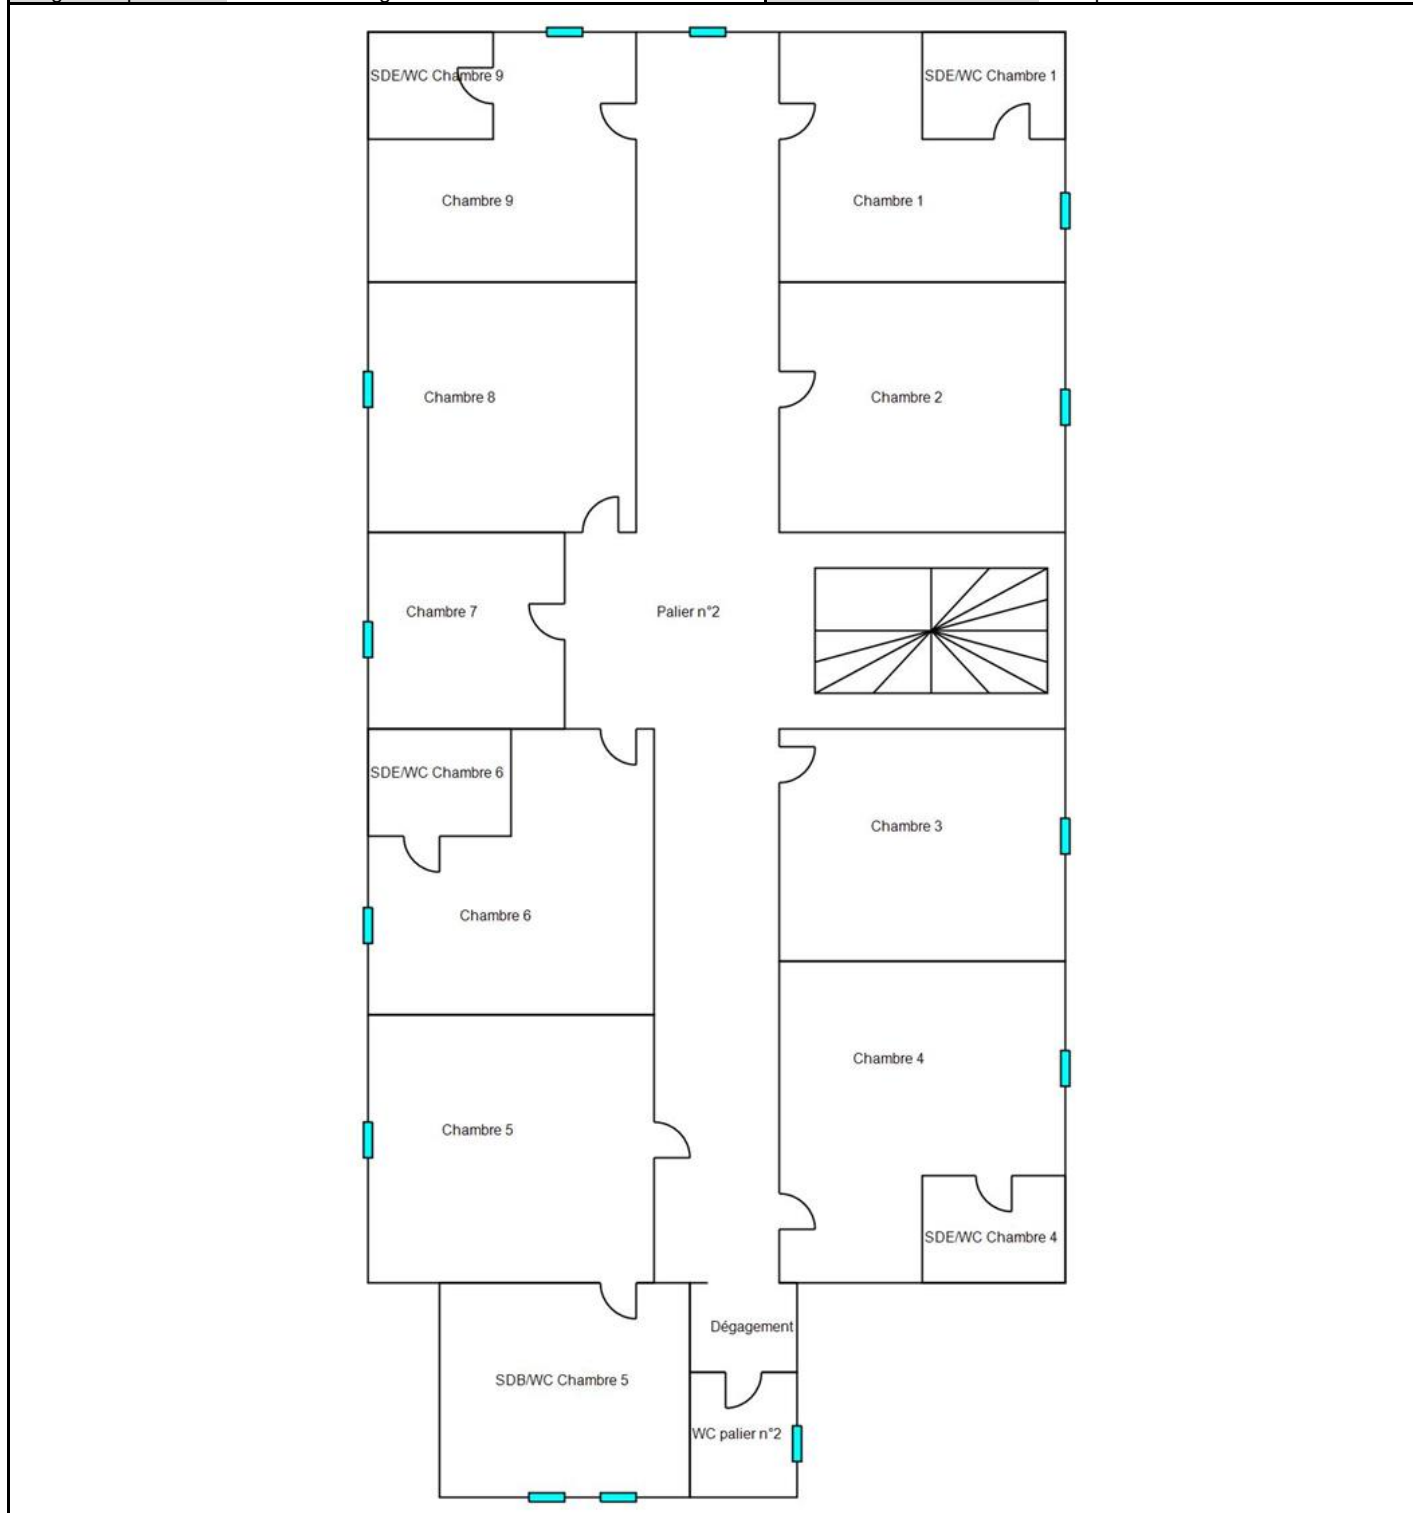 SDE/WC Chambre 9
SDE/WC Chambre 1
Chambre 9
Chambre 1
Chambre 8
Chambre 2
Chambre 7
Palier n°2
SDE/WC Chambre 6
Chambre 3
Chambre 6
Chambre 4
Chambre 5
SDE/WC Chambre 4
Dégagement
SDB/WC Chambre 5
WC palier n°2